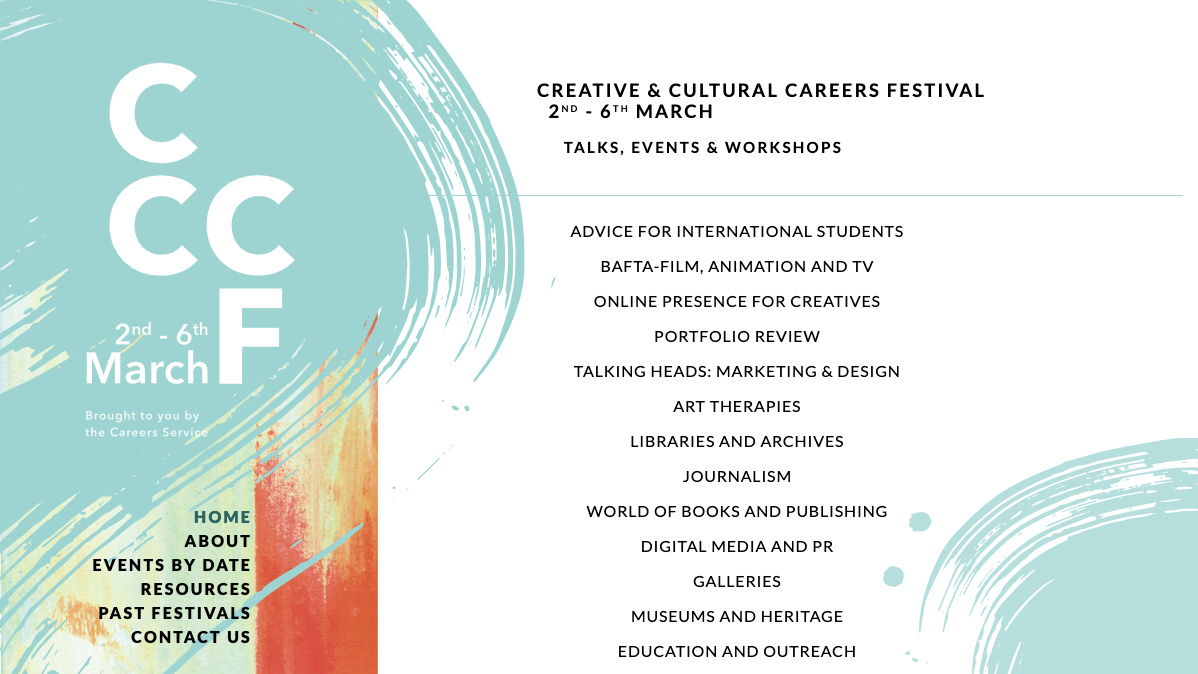 C
CC
F
2nd - 6th
March
Brought to you by
the Careers Service
HOME
ABOUT
EVENTS BY DATE
RESOURCES
PAST FESTIVALS
CONTACT US
CREATIVE & CULTURAL CAREERS FESTIVAL
2ND - 6TH MARCH
TALKS, EVENTS & WORKSHOPS
ADVICE FOR INTERNATIONAL STUDENTS
BAFTA-FILM, ANIMATION AND TV
ONLINE PRESENCE FOR CREATIVES
PORTFOLIO REVIEW
TALKING HEADS: MARKETING & DESIGN
ART THERAPIES
LIBRARIES AND ARCHIVES
JOURNALISM
WORLD OF BOOKS AND PUBLISHING
DIGITAL MEDIA AND PR
GALLERIES
MUSEUMS AND HERITAGE
EDUCATION AND OUTREACH